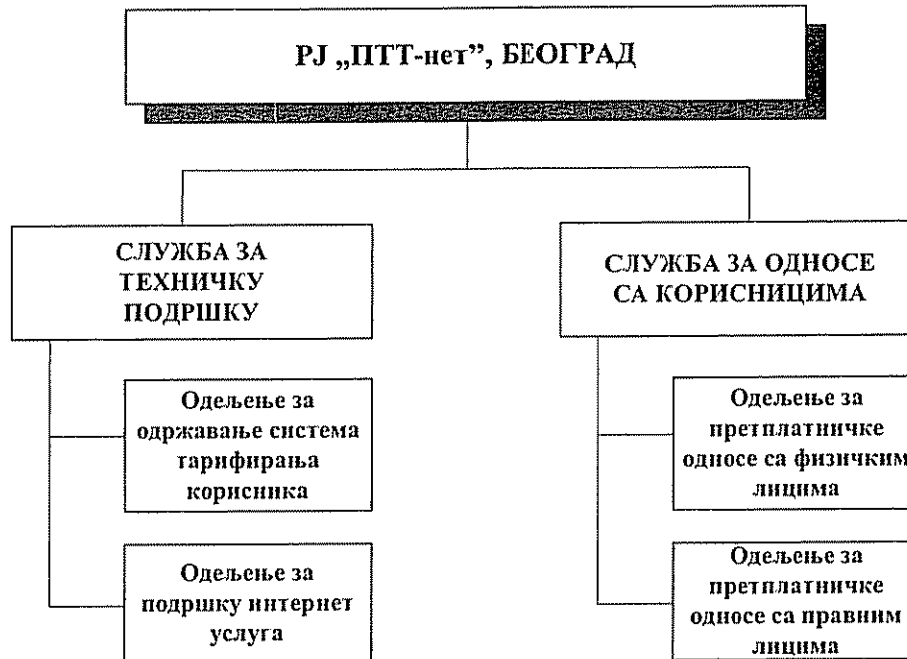 РЈ „ПТТ-нет”, БЕОГРАД
СЛУЖБА ЗА
ТЕХНИЧКУ
ПОДРШКУ
Одељење за
одржавање система
тарифирања
корисника
Одељење за
подршку интернет
услуга
СЛУЖБА ЗА ОДНОСЕ
СА КОРИСНИЦИМА
Одељење за
претплатничке
односе са физичким
лицима
Одељење за
претплатничке
односе са правним
лицима